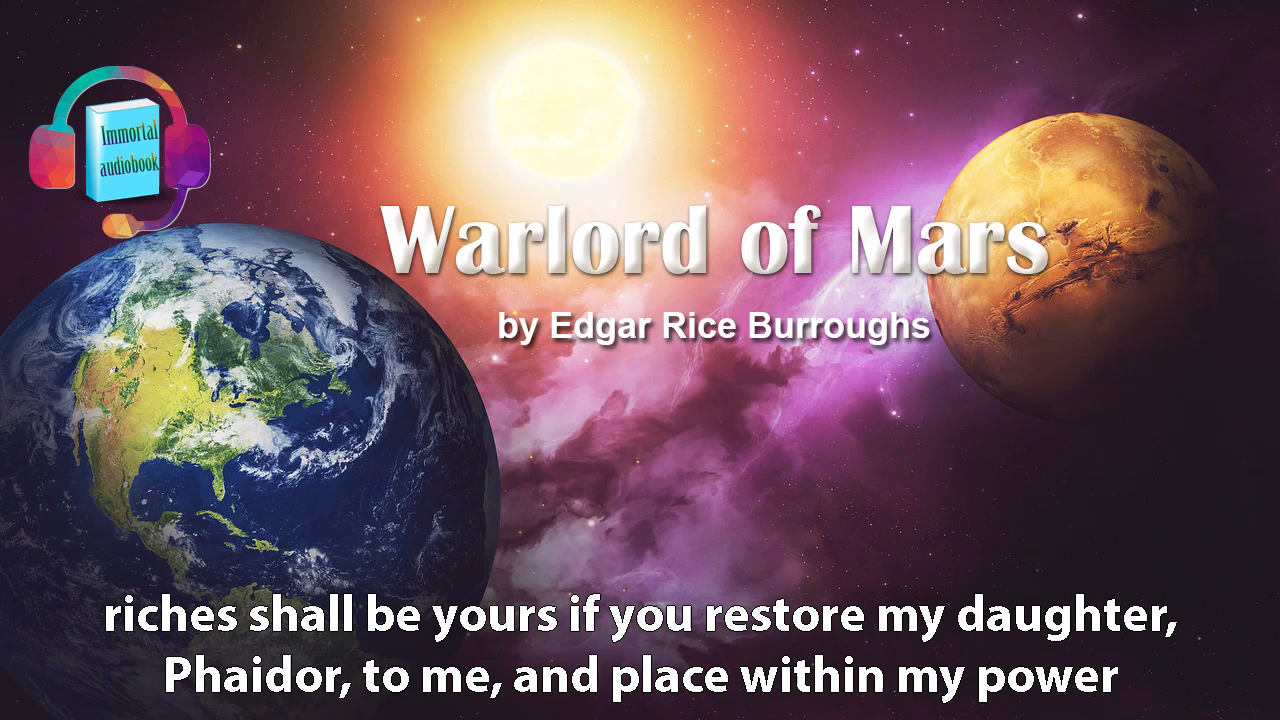 Immortal
audiobook
Warlord of Mars
by Edgar Rice Burroughs
riches shall be yours if you restore my daughter,
Phaidor, to me, and place within my power